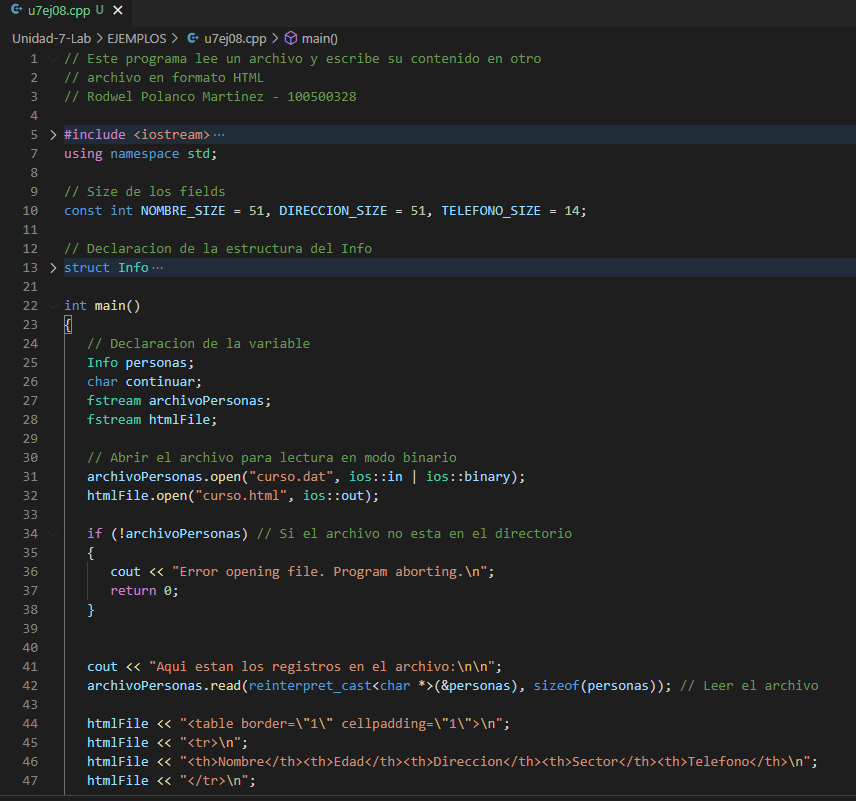 u7ej08.cpp U
Unidad-7-Lab > EJEMPLOS > u7ej08.cpp > main()
1 // Este programa lee un archivo y escribe su contenido en otro
2 // archivo en formato HTML
3 // Rodwel Polanco Martinez - 100500328
4
5 #include <iostream> ···
7 using namespace std;
8
9 // Size de los fields
10 const int NOMBRE_SIZE = 51, DIRECCION_SIZE = 51, TELEFONO_SIZE = 14;
11
12 // Declaracion de la estructura del Info
13 struct Info ···
21
22 int main()
23 {
24 // Declaracion de la variable
25 Info personas;
26 char continuar;
27 fstream archivoPersonas;
28 fstream htmlFile;
29
30 // Abrir el archivo para lectura en modo binario
31 archivoPersonas.open("curso.dat", ios::in | ios::binary);
32 htmlFile.open("curso.html", ios::out);
33
34 if (!archivoPersonas) // Si el archivo no esta en el directorio
35 {
36 cout << "Error opening file. Program aborting.\n";
37 return 0;
38 }
39
40
41 cout << "Aqui estan los registros en el archivo:\n\n";
42 archivoPersonas.read(reinterpret_cast<char *>(&personas), sizeof(personas)); // Leer el archivo
43
44 htmlFile << "<table border=\"1\" cellpadding=\"1\">\n";
45 htmlFile << "<tr>\n";
46 htmlFile << "<th>Nombre</th><th>Edad</th><th>Direccion</th><th>Sector</th><th>Telefono</th>\n";
47 htmlFile << "</tr>\n";